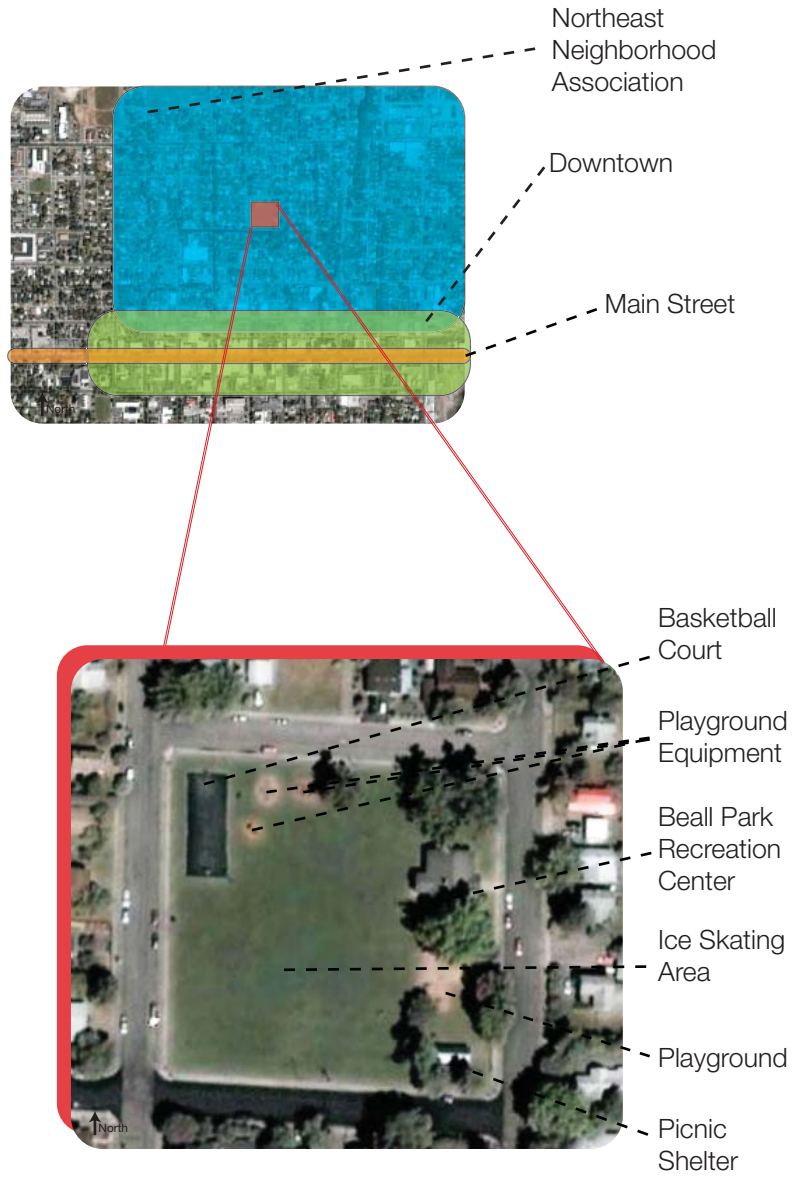 Northeast
Neighborhood
Association
Downtown
Main Street
North
Basketball
Court
Playground
Equipment
Beall Park
Recreation
Center
Ice Skating
Area
Playground
Picnic
Shelter
North